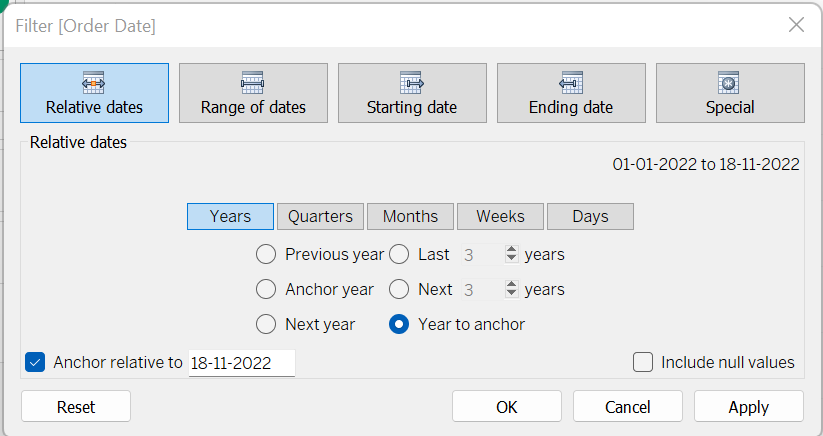 Filter [Order Date]
Relative dates
Range of dates
Starting date
Ending date
Special
Relative dates
01-01-2022 to 18-11-2022
Years
Quarters
Months
Weeks
Days
Previous year
Last 3 years
Anchor year
Next 3 years
Next year
Year to anchor
Anchor relative to 18-11-2022
Include null values
Reset
OK
Cancel
Apply